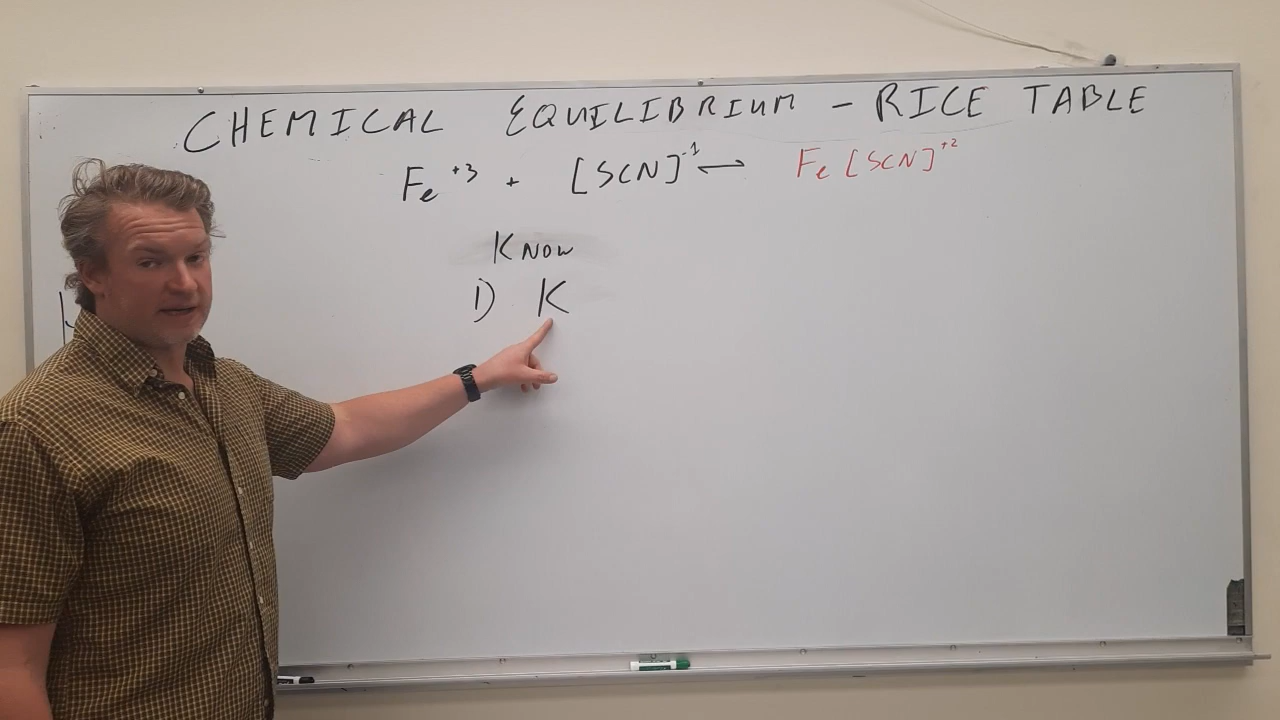 CHEMICAL EQUILIBRIUM - RICE TABLE
Fe +3 + [SCN] -1 ⇌ Fe [SCN] +2
KNOW
1) K